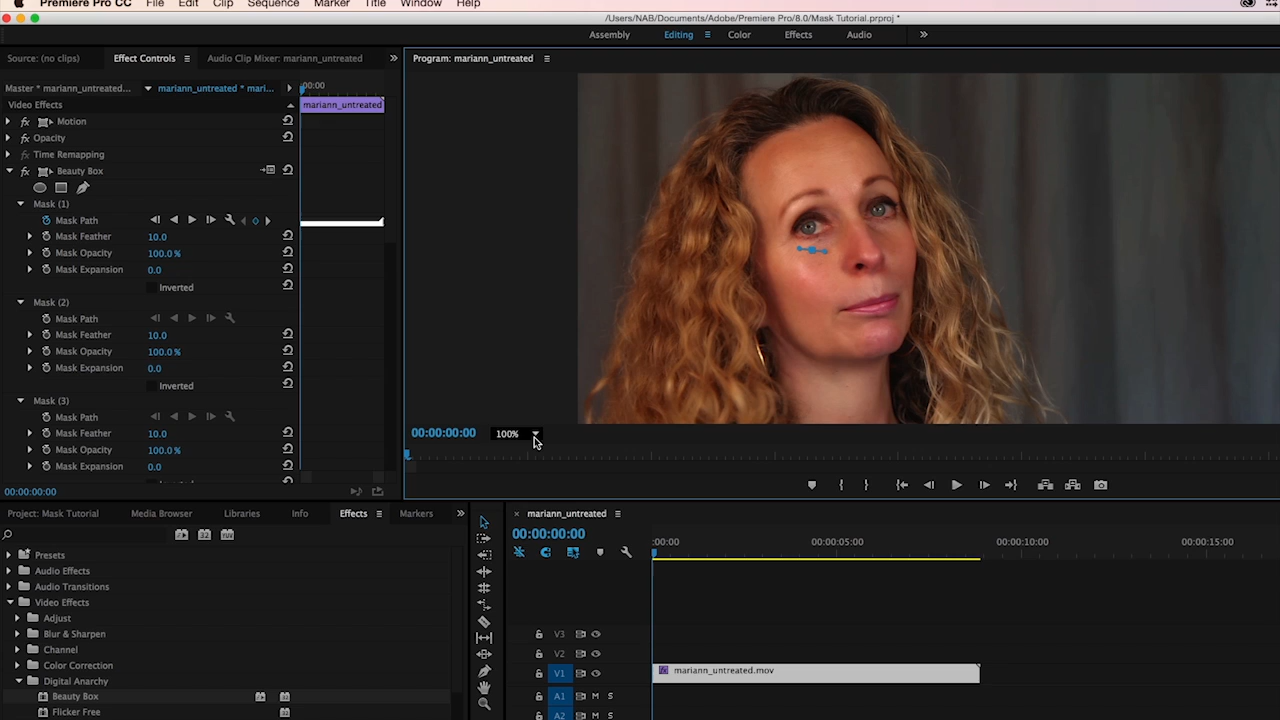 Premiere Pro CC File Edit Clip Sequence Marker Title Window Help
/Users/NAB/Documents/Adobe/Premiere Pro/8.0/Mask Tutorial.prproj *
Assembly Editing Color Effects Audio
Source: (no clips) Effect Controls Audio Clip Mixer: mariann_untreated
Program: mariann_untreated
Master * mariann_untreated... mariann_untreated * mari...
:00:00
Video Effects
mariann_untreated
fx Motion
fx Opacity
fx Time Remapping
fx Beauty Box
Mask (1)
Mask Path
Mask Feather 10.0
Mask Opacity 100.0 %
Mask Expansion 0.0
Inverted
Mask (2)
Mask Path
Mask Feather 10.0
Mask Opacity 100.0 %
Mask Expansion 0.0
Inverted
Mask (3)
Mask Path
Mask Feather 10.0
Mask Opacity 100.0 %
Mask Expansion 0.0
00:00:00:00
00:00:00:00 100%
Project: Mask Tutorial Media Browser Libraries Info Effects Markers
32 YUV
Presets
Audio Effects
Audio Transitions
Video Effects
Adjust
Blur & Sharpen
Channel
Color Correction
Digital Anarchy
Beauty Box
Flicker Free
mariann_untreated
00:00:00:00
:00:00 00:00:05:00 00:00:10:00 00:00:15:00
V3
V2
V1 fx mariann_untreated.mov
A1 M S
A2 M S